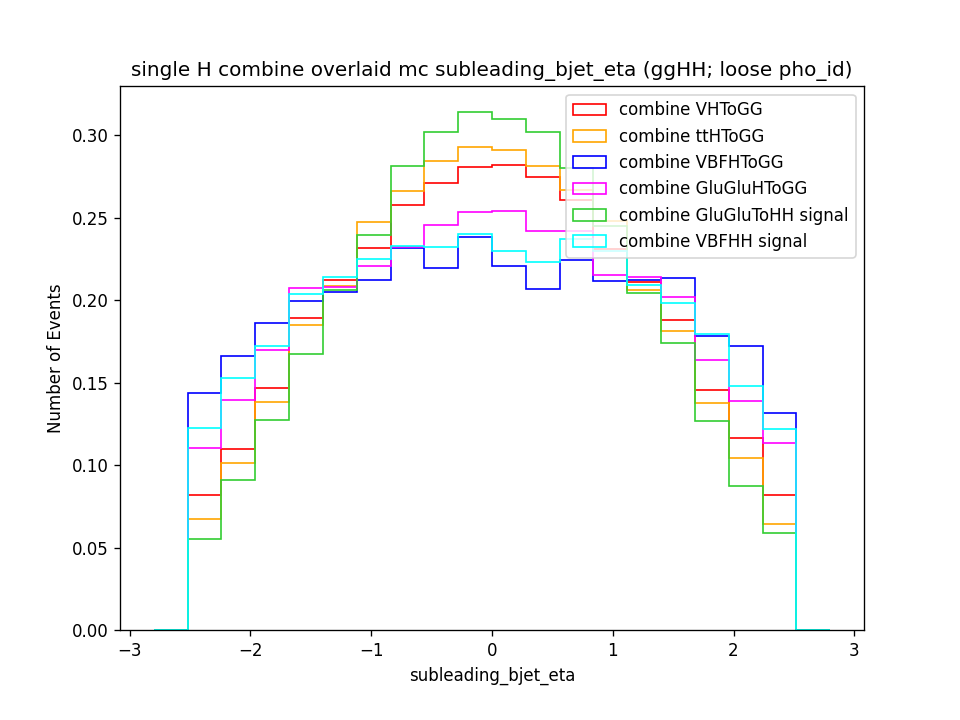 single H combine overlaid mc subleading_bjet_eta (ggHH; loose pho_id)
combine VHToGG
combine ttHToGG
combine VBFHToGG
combine GluGluHToGG
combine GluGluToHH signal
combine VBFHH signal
Number of Events
0.30
0.25
0.20
0.15
0.10
0.05
0.00
−3 −2 −1 0 1 2 3
subleading_bjet_eta